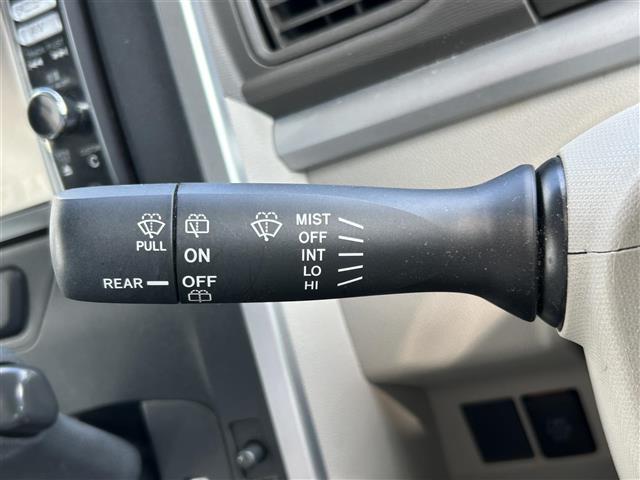 PULL
REAR
ON
OFF
MIST
OFF
INT
LO
HI
C